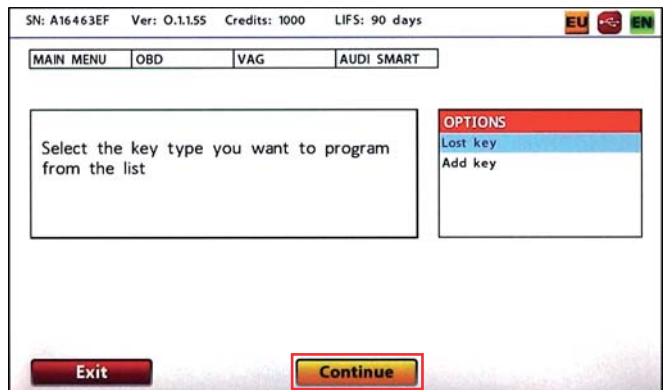 SN: A16463EF Ver: 0.1.1.55 Credits: 1000 LIFS: 90 days EU EN
MAIN MENU OBD VAG AUDI SMART
Select the key type you want to program
from the list
OPTIONS
Lost key
Add key
Exit Continue